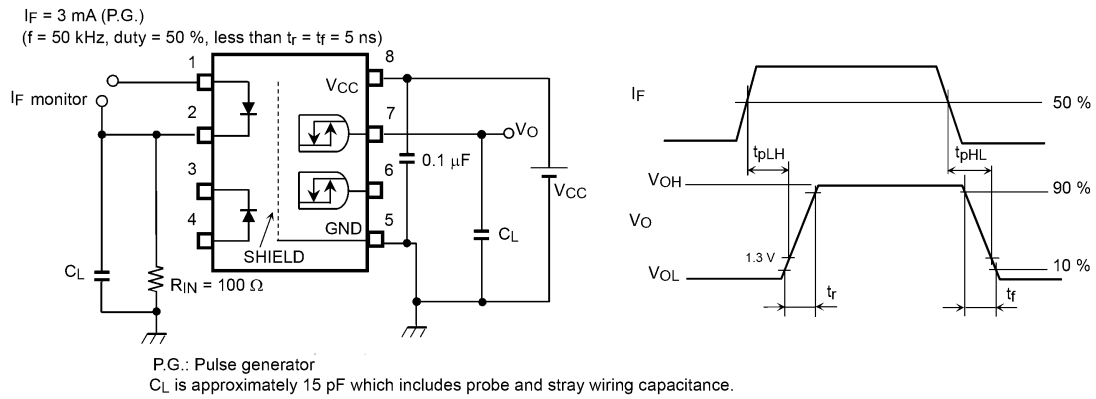 IF = 3 mA (P.G.)
(f = 50 kHz, duty = 50 %, less than tr = tf = 5 ns)
1
8
VCC
IF monitor
2
7
VO
0.1 μF
3
6
VCC
4
GND
5
SHIELD
CL
CL
RIN = 100 Ω
IF
50 %
tpLH
tpHL
VOH
90 %
VO
1.3 V
VOL
10 %
tr
tf
P.G.: Pulse generator
CL is approximately 15 pF which includes probe and stray wiring capacitance.